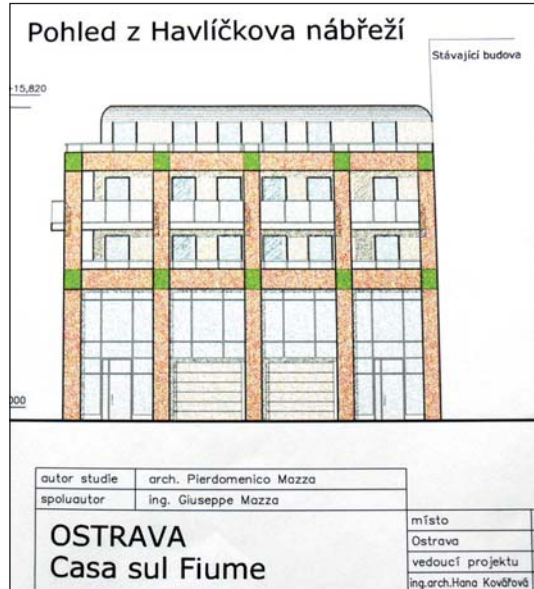 Pohled z Havlíčkova nábřeží
Stávající budova
15,820
000
autor studie arch. Pierdomenico Mazza
spoluautor ing. Giuseppe Mazza
OSTRAVA
Casa sul Fiume
místo
Ostrava
vedoucí projektu
ing.arch.Hana Kovářová